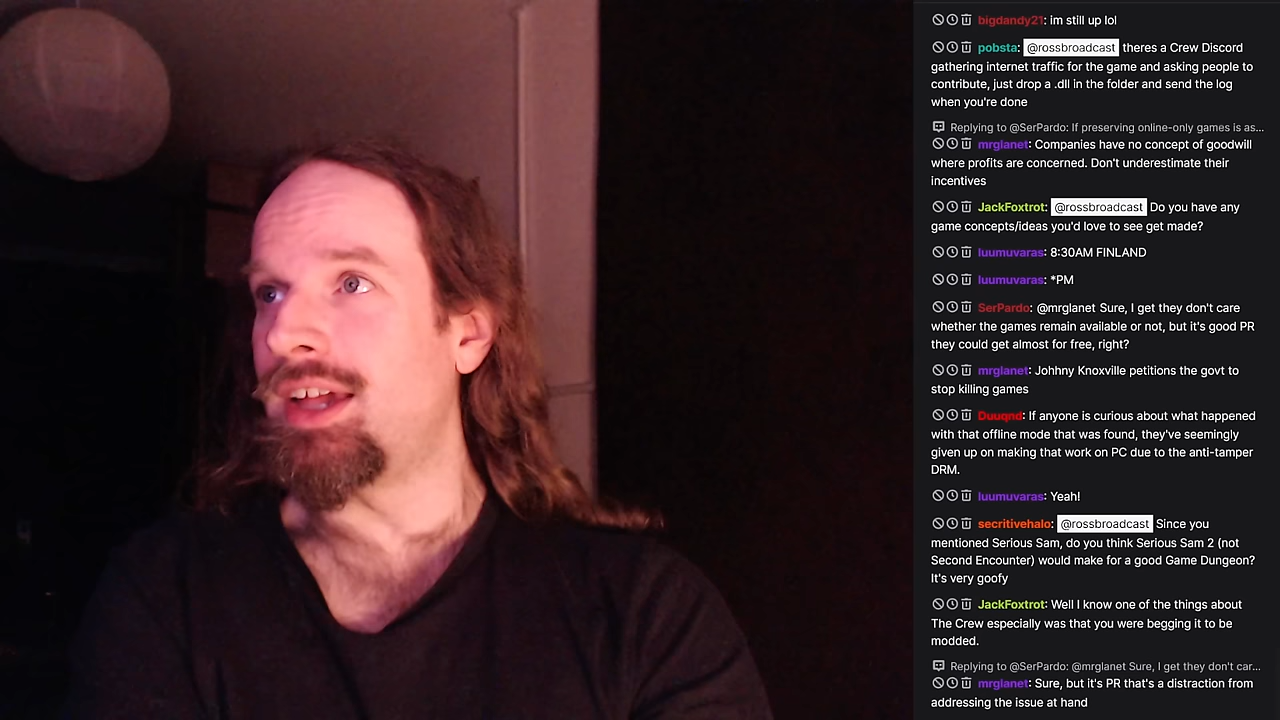 bigdandy21: im still up lol
pobsta: @rossbroadcast theres a Crew Discord
gathering internet traffic for the game and asking people to
contribute, just drop a .dll in the folder and send the log
when you're done
Replying to @SerPardo: If preserving online-only games is as...
mrglanet: Companies have no concept of goodwill
where profits are concerned. Don't underestimate their
incentives
JackFoxtrot: @rossbroadcast Do you have any
game concepts/ideas you'd love to see get made?
luumuvaras: 8:30AM FINLAND
luumuvaras: *PM
SerPardo: @mrglanet Sure, I get they don't care
whether the games remain available or not, but it's good PR
they could get almost for free, right?
mrglanet: Johhny Knoxville petitions the govt to
stop killing games
Duuqnd: If anyone is curious about what happened
with that offline mode that was found, they've seemingly
given up on making that work on PC due to the anti-tamper
DRM.
luumuvaras: Yeah!
secritivehalo: @rossbroadcast Since you
mentioned Serious Sam, do you think Serious Sam 2 (not
Second Encounter) would make for a good Game Dungeon?
It's very goofy
JackFoxtrot: Well I know one of the things about
The Crew especially was that you were begging it to be
modded.
Replying to @SerPardo: @mrglanet Sure, I get they don't car...
mrglanet: Sure, but it's PR that's a distraction from
addressing the issue at hand